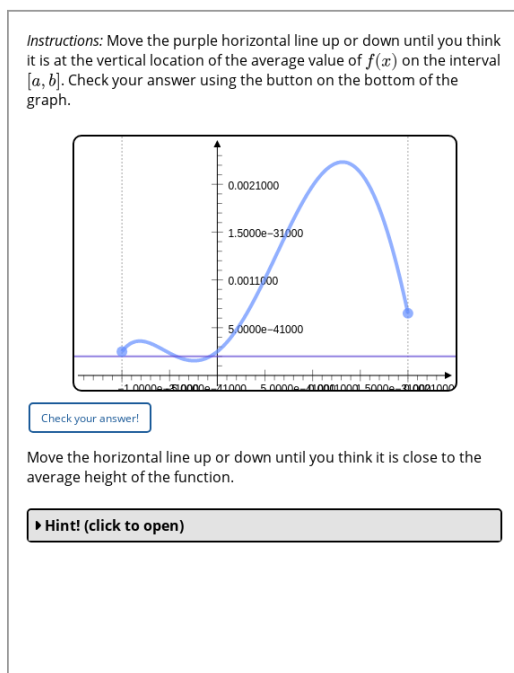 Instructions: Move the purple horizontal line up or down until you think
it is at the vertical location of the average value of f(x) on the interval
[a, b]. Check your answer using the button on the bottom of the
graph.
0.0021000
1.5000e−31000
0.0011000
5.0000e−41000
Check your answer!
Move the horizontal line up or down until you think it is close to the
average height of the function.
Hint! (click to open)